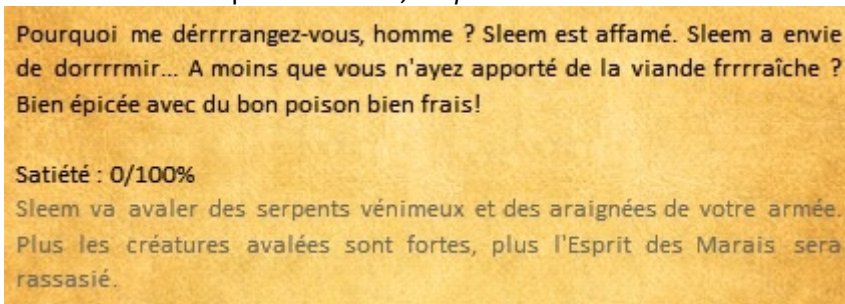 Pourquoi me dérrrrangez-vous, homme ? Sleem est affamé. Sleem a envie
de dorrrrmir... A moins que vous n'ayez apporté de la viande frrrraîche ?
Bien épicée avec du bon poison bien frais!
Satiété : 0/100%
Sleem va avaler des serpents vénimeux et des araignées de votre armée.
Plus les créatures avalées sont fortes, plus l'Esprit des Marais sera
rassasié.